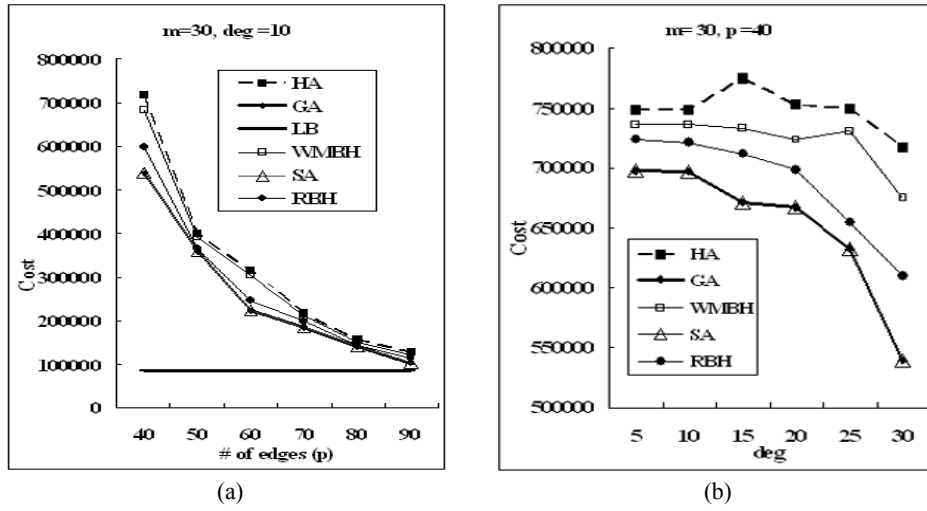 m=30, deg =10
800000
700000
600000
500000
400000
300000
200000
100000
0
Cost
HA
GA
LB
WMBH
SA
RBH
40 50 60 70 80 90
# of edges (p)
(a)
m= 30, p =40
800000
750000
700000
650000
600000
550000
500000
Cost
HA
GA
WMBH
SA
RBH
5 10 15 20 25 30
deg
(b)